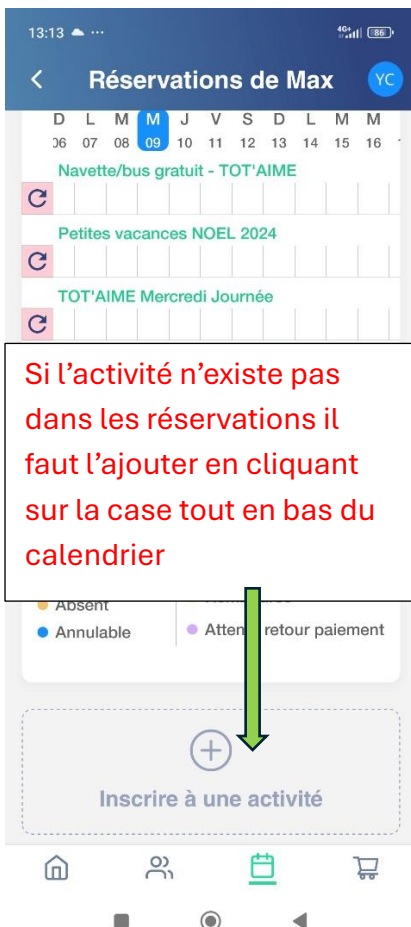 13:13 ...
4G+ 86
Réservations de Max YC
D L M M J V S D L M M
06 07 08 09 10 11 12 13 14 15 16
Navette/bus gratuit - TOT'AIME
Petites vacances NOEL 2024
TOT'AIME Mercredi Journée
Si l'activité n'existe pas
dans les réservations il
faut l'ajouter en cliquant
sur la case tout en bas du
calendrier
Absent
Annulable
retour paiement
Inscrire à une activité